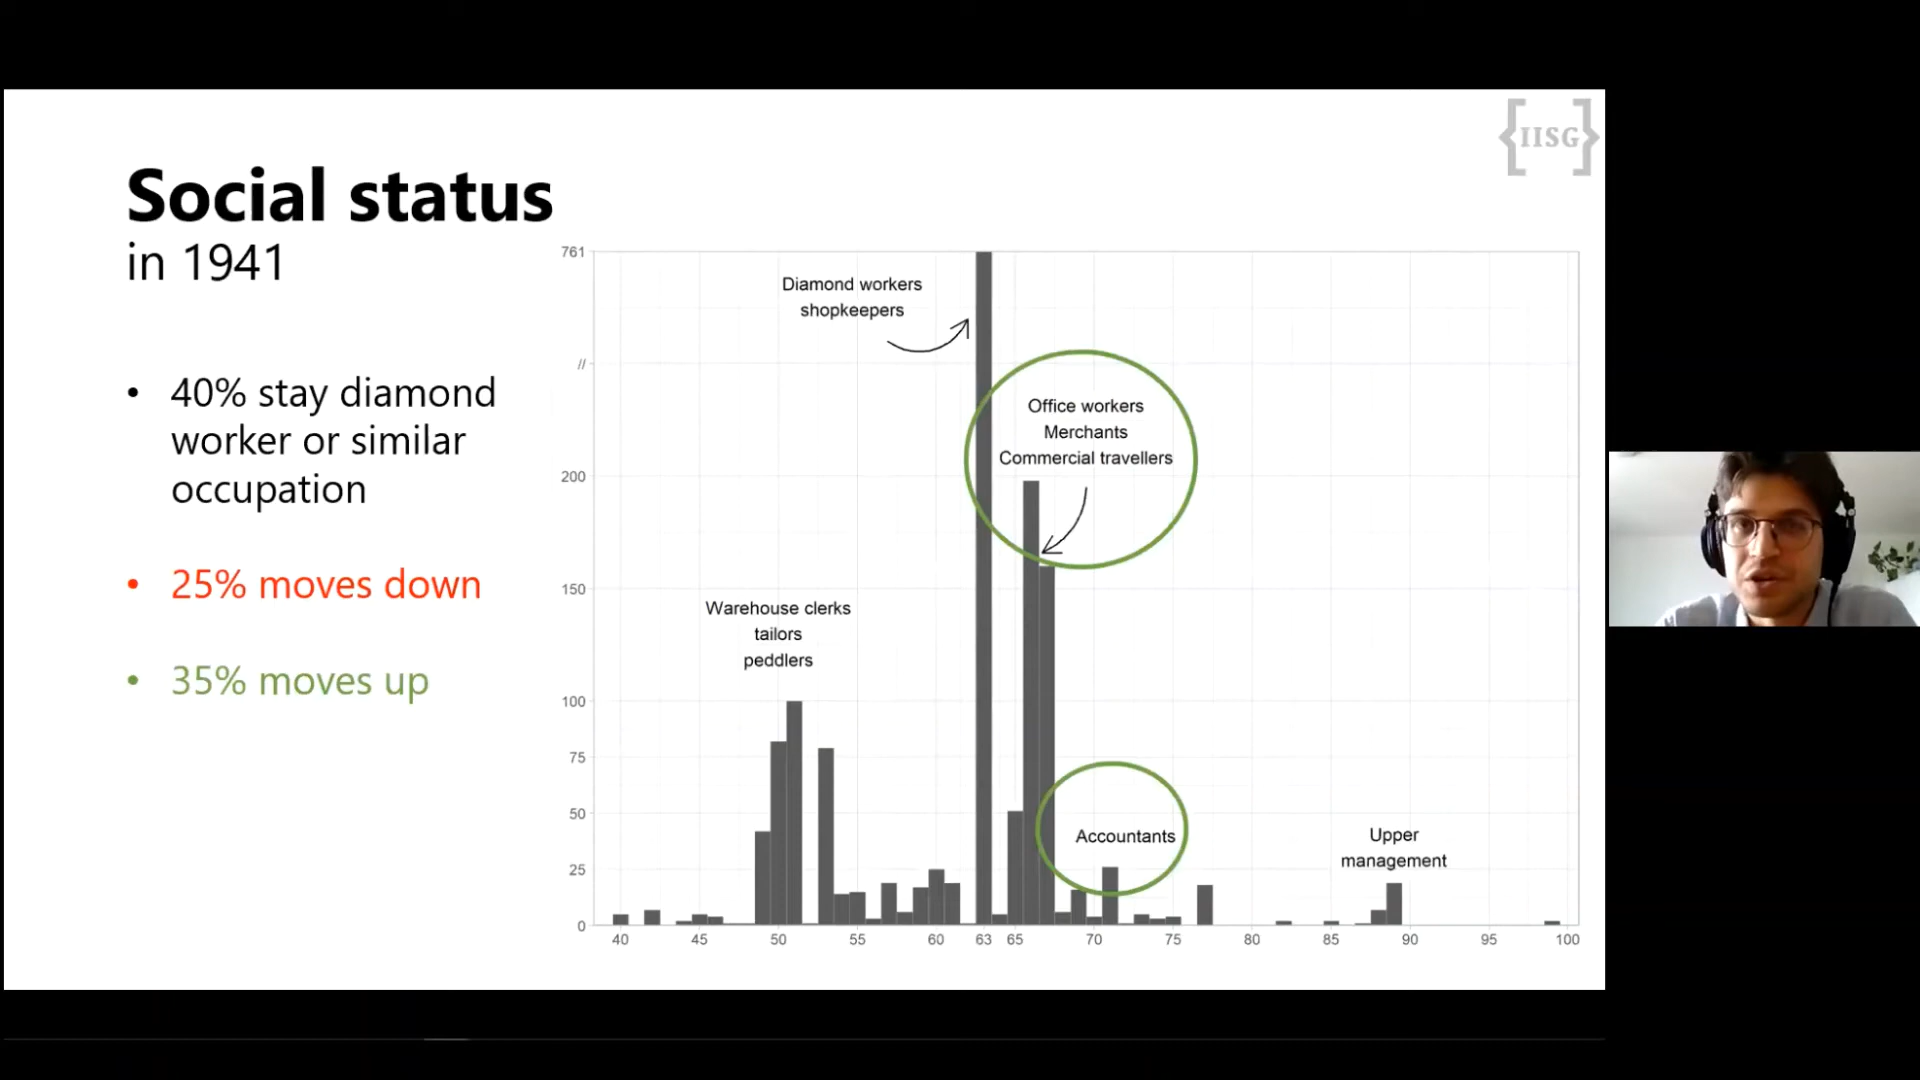 IISG
Social status
in 1941
• 40% stay diamond
worker or similar
occupation
• 25% moves down
• 35% moves up
761
//
200
150
100
75
50
25
0
Diamond workers
shopkeepers
Office workers
Merchants
Commercial travellers
Warehouse clerks
tailors
peddlers
Accountants
Upper
management
40 45 50 55 60 63 65 70 75 80 85 90 95 100